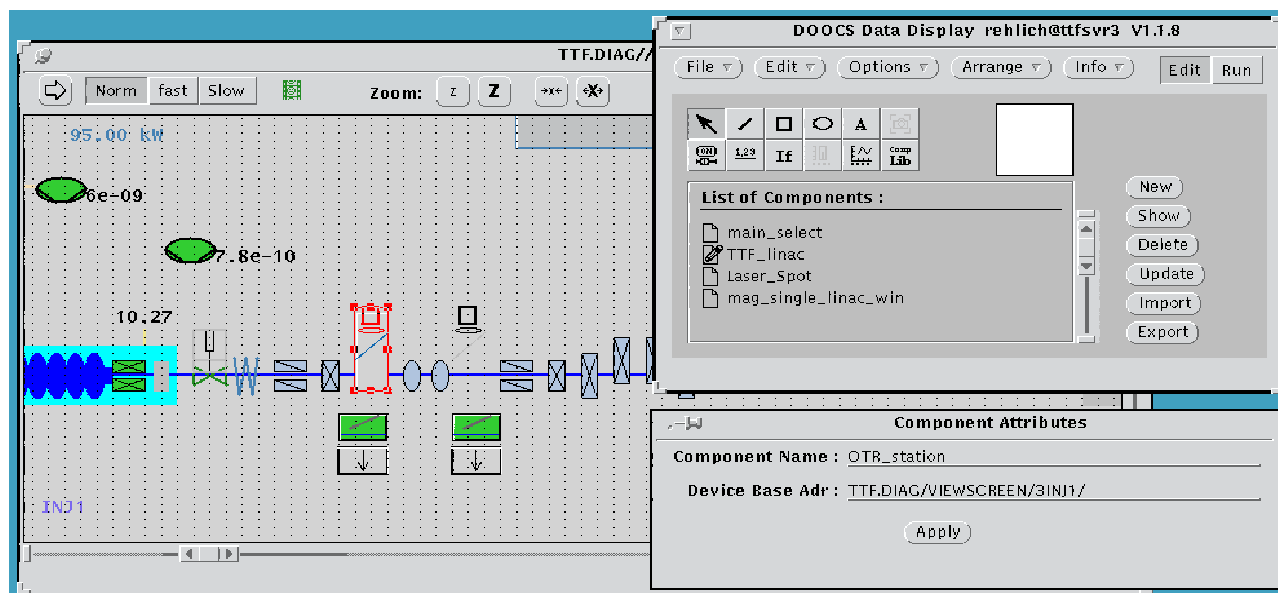 TTF.DIAG//
Norm fast Slow Zoom: z Z
95.00 kW
6e-09
7.8e-10
10.27
INJ1
DOOCS Data Display rehlich@ttfsvr3 V1.1.8
File Edit Options Arrange Info Edit Run
A
ON 1.23 If Comp Lib
List of Components :
main_select
TTF_linac
Laser_Spot
mag_single_linac_win
New
Show
Delete
Update
Import
Export
Component Attributes
Component Name : OTR_station
Device Base Adr : TTF.DIAG/VIEWSCREEN/3INJ1/
Apply